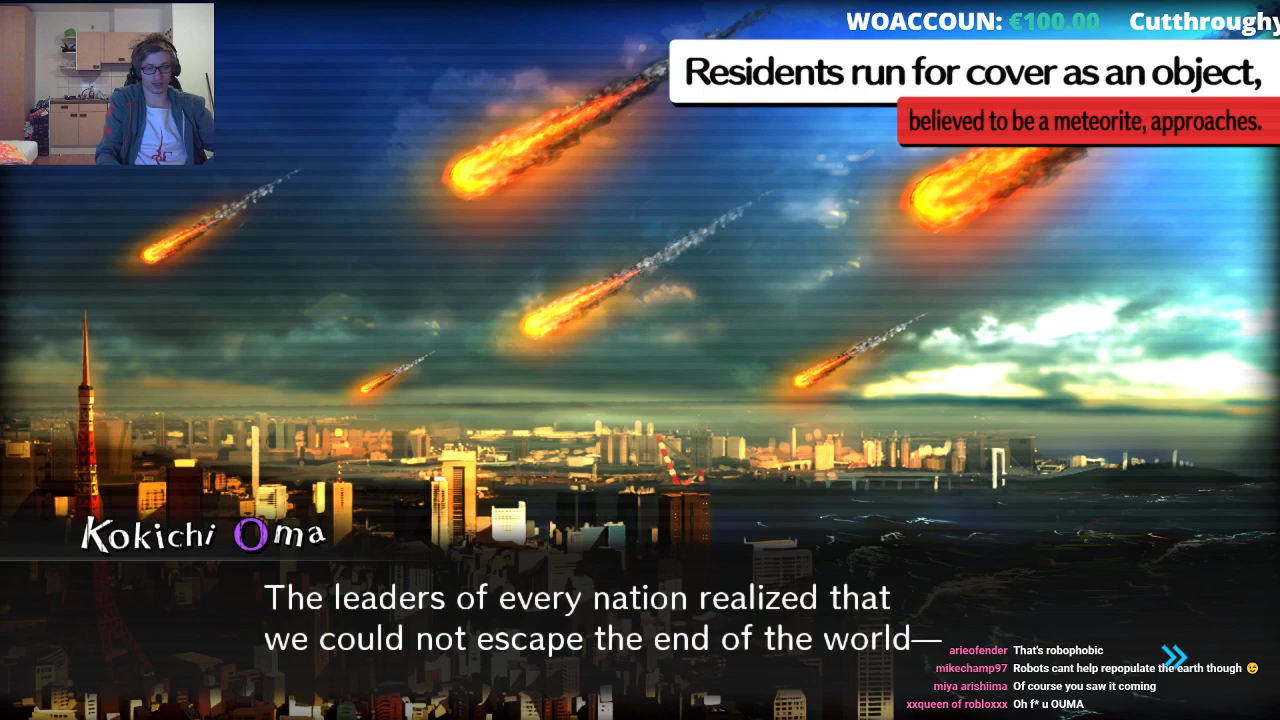 WOACCOUN: €100.00 Cutthroughy
Residents run for cover as an object,
believed to be a meteorite, approaches.
Kokichi Oma
The leaders of every nation realized that
we could not escape the end of the world—
arieofender That's robophobic
mikechamp97 Robots cant help repopulate the earth though 😉
miya arishiima Of course you saw it coming
xxqueen of robloxxx Oh f* u OUMA